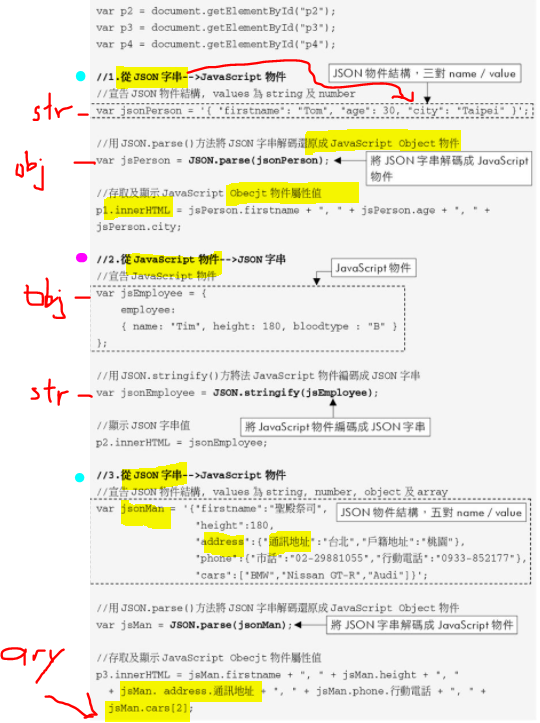 var p2 = document.getElementById("p2");
var p3 = document.getElementById("p3");
var p4 = document.getElementById("p4");
//1.從 JSON 字串-->JavaScript 物件
JSON 物件結構，三對 name / value
//宣告 JSON 物件結構, values 為 string 及 number
str
var jsonPerson = '{ "firstname": "Tom", "age": 30, "city": "Taipei" }';
//用 JSON.parse()方法將 JSON 字串解碼還原成 JavaScript Object 物件
obj
var jsPerson = JSON.parse(jsonPerson);
將 JSON 字串解碼成 JavaScript
物件
//存取及顯示 JavaScript Obecjt 物件屬性值
p1.innerHTML = jsPerson.firstname + ", " + jsPerson.age + ", " +
jsPerson.city;
//2.從 JavaScript 物件-->JSON 字串
//宣告 JavaScript 物件
JavaScript 物件
obj
var jsEmployee = {
employee:
{ name: "Tim", height: 180, bloodtype : "B" }
};
//用 JSON.stringify()方將法 JavaScript 物件編碼成 JSON 字串
str
var jsonEmployee = JSON.stringify(jsEmployee);
//顯示 JSON 字串值
將 JavaScript 物件編碼成 JSON 字串
p2.innerHTML = jsonEmployee;
//3.從 JSON 字串-->JavaScript 物件
//宣告 JSON 物件結構, values 為 string, number, object 及 array
var jsonMan = '{"firstname":"聖殿祭司",
JSON 物件結構，五對 name / value
"height":180,
"address":{"通訊地址":"台北","戶籍地址":"桃園"},
"phone":{"市話":"02-29881055","行動電話":"0933-852177"},
"cars":["BMW","Nissan GT-R","Audi"]}';
//用 JSON.parse()方法將 JSON 字串解碼還原成 JavaScript Object 物件
var jsMan = JSON.parse(jsonMan);
將 JSON 字串解碼成 JavaScript 物件
ary
//存取及顯示 JavaScript Obecjt 物件屬性值
p3.innerHTML = jsMan.firstname + ", " + jsMan.height + ", "
+ jsMan. address.通訊地址 + ", " + jsMan.phone.行動電話 + ", " +
jsMan.cars[2];